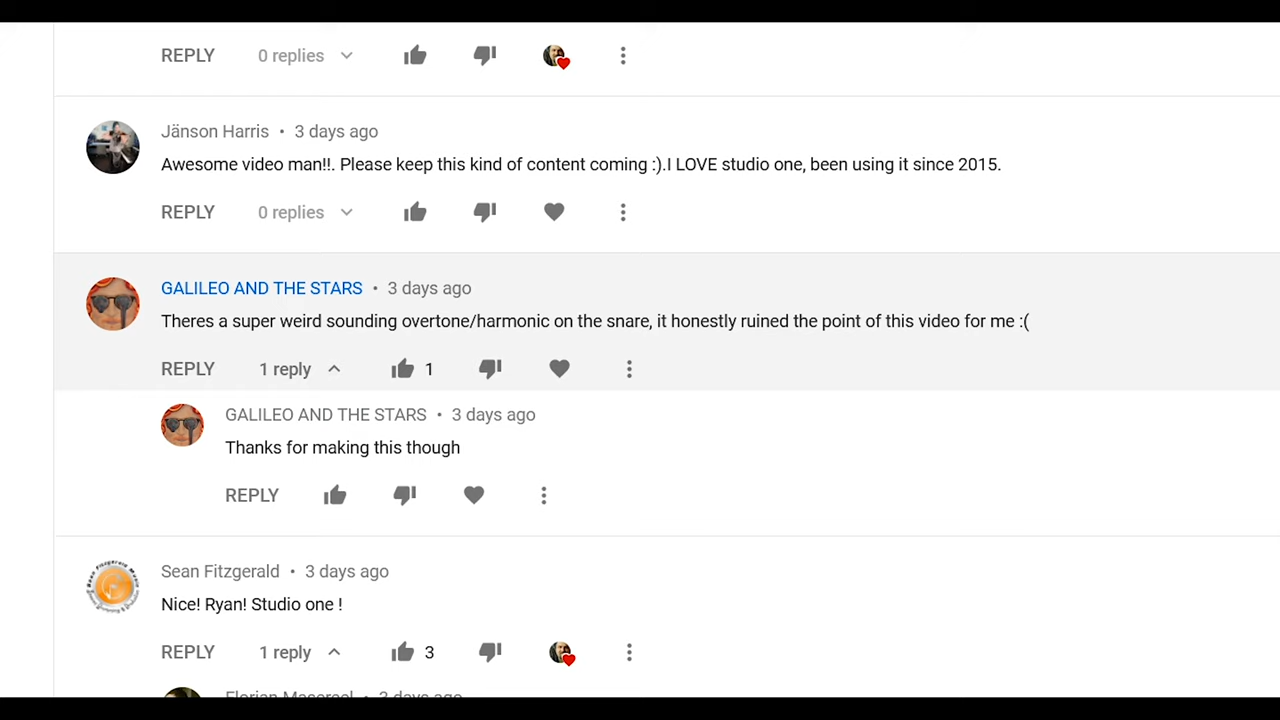 REPLY 0 replies
Jänson Harris • 3 days ago
Awesome video man!!. Please keep this kind of content coming :).I LOVE studio one, been using it since 2015.
REPLY 0 replies
GALILEO AND THE STARS • 3 days ago
Theres a super weird sounding overtone/harmonic on the snare, it honestly ruined the point of this video for me :(
REPLY 1 reply 1
GALILEO AND THE STARS • 3 days ago
Thanks for making this though
REPLY
Sean Fitzgerald • 3 days ago
Nice! Ryan! Studio one !
REPLY 1 reply 3
Florian • 3 days ago